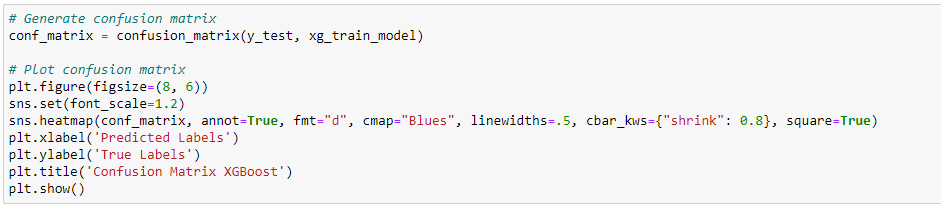 # Generate confusion matrix
conf_matrix = confusion_matrix(y_test, xg_train_model)

# Plot confusion matrix
plt.figure(figsize=(8, 6))
sns.set(font_scale=1.2)
sns.heatmap(conf_matrix, annot=True, fmt="d", cmap="Blues", linewidths=.5, cbar_kws={"shrink": 0.8}, square=True)
plt.xlabel('Predicted Labels')
plt.ylabel('True Labels')
plt.title('Confusion Matrix XGBoost')
plt.show()